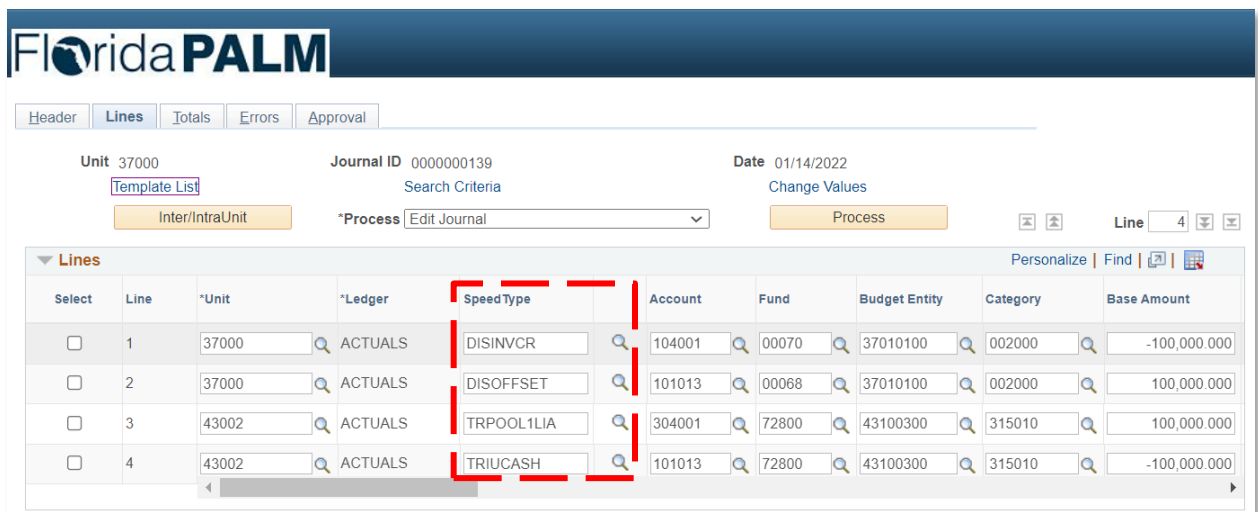 Florida PALM
Header Lines Totals Errors Approval
Unit 37000 Journal ID 0000000139 Date 01/14/2022
Template List Search Criteria Change Values
Inter/IntraUnit *Process Edit Journal Process Line 4
Lines Personalize | Find |
Select Line *Unit *Ledger SpeedType Account Fund Budget Entity Category Base Amount
1 37000 ACTUALS DISINVCR 104001 00070 37010100 002000 -100,000.000
2 37000 ACTUALS DISOFFSET 101013 00068 37010100 002000 100,000.000
3 43002 ACTUALS TRPOOL1LIA 304001 72800 43100300 315010 100,000.000
4 43002 ACTUALS TRIUCASH 101013 72800 43100300 315010 -100,000.000